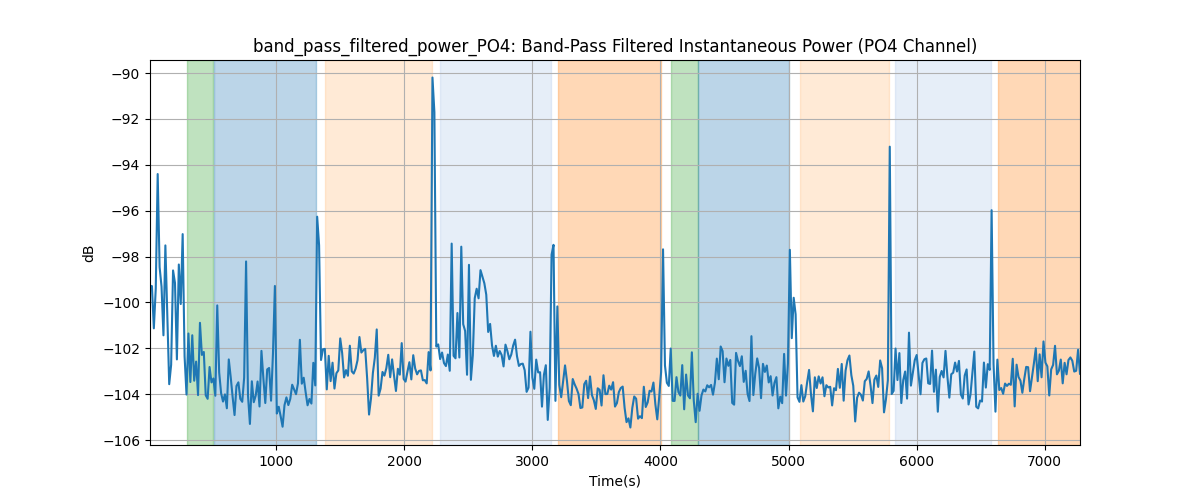 band_pass_filtered_power_PO4: Band-Pass Filtered Instantaneous Power (PO4 Channel)
−90
−92
−94
−96
−98
−100
−102
−104
−106
dB
1000 2000 3000 4000 5000 6000 7000
Time(s)